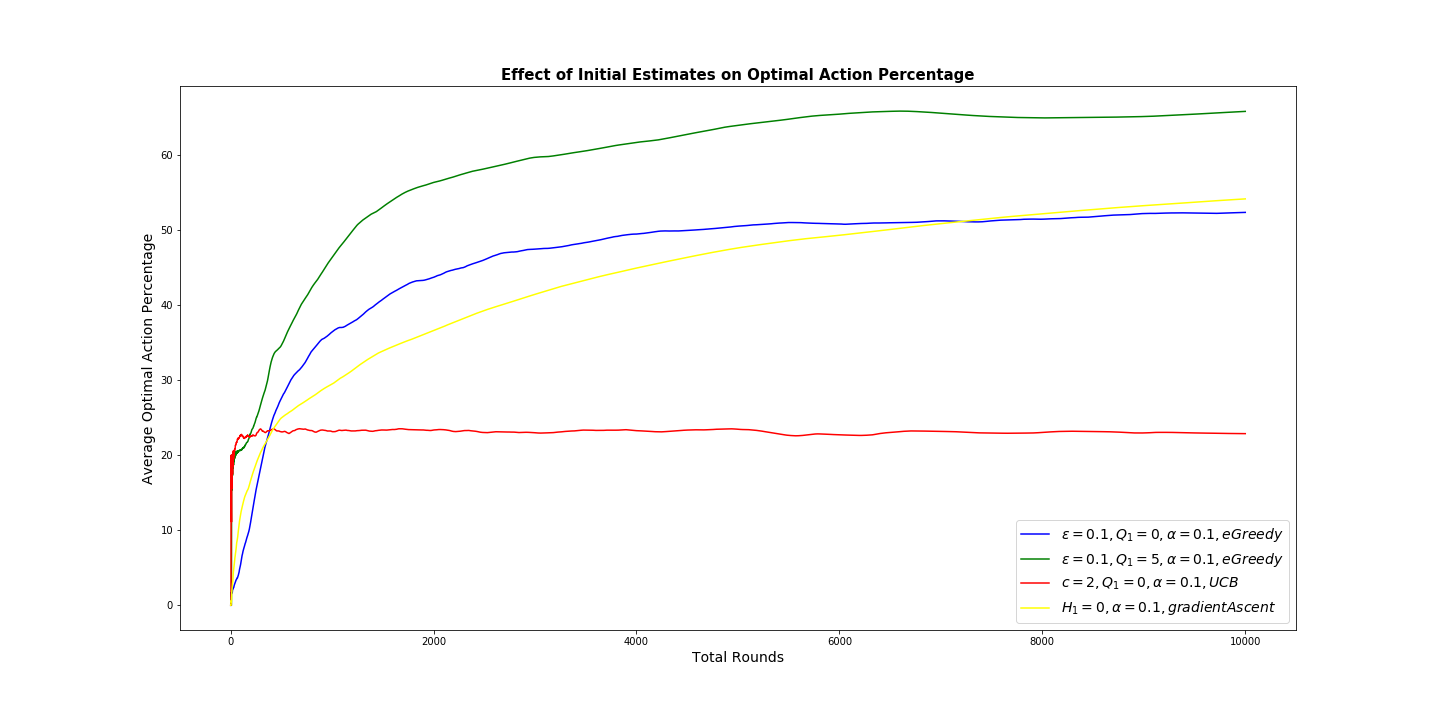 Effect of Initial Estimates on Optimal Action Percentage
Average Optimal Action Percentage
60
50
40
30
20
10
0
0 2000 4000 6000 8000 10000
Total Rounds
ε = 0.1, Q₁ = 0, α = 0.1, eGreedy
ε = 0.1, Q₁ = 5, α = 0.1, eGreedy
c = 2, Q₁ = 0, α = 0.1, UCB
H₁ = 0, α = 0.1, gradientAscent